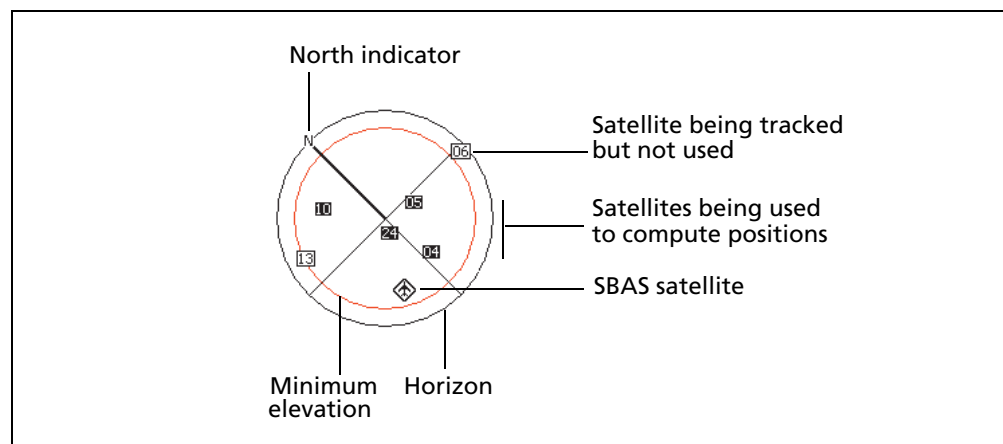 North indicator
N
06
Satellite being tracked
but not used
10
05
Satellites being used
to compute positions
24
04
13
SBAS satellite
Minimum
elevation
Horizon